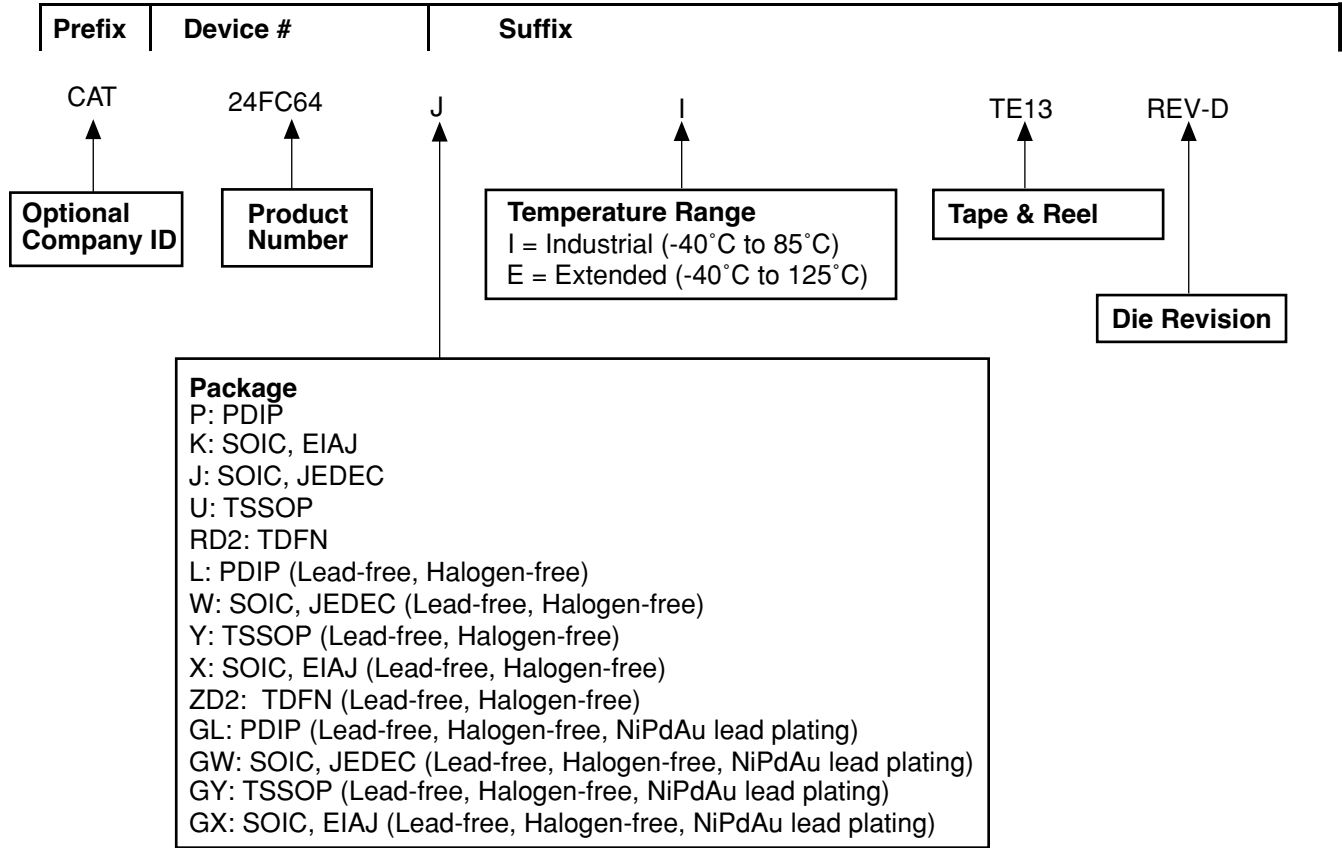 Prefix Device # Suffix
CAT 24FC64 J I TE13 REV-D
Optional
Company ID
Product
Number
Temperature Range
I = Industrial (-40˚C to 85˚C)
E = Extended (-40˚C to 125˚C)
Tape & Reel
Die Revision
Package
P: PDIP
K: SOIC, EIAJ
J: SOIC, JEDEC
U: TSSOP
RD2: TDFN
L: PDIP (Lead-free, Halogen-free)
W: SOIC, JEDEC (Lead-free, Halogen-free)
Y: TSSOP (Lead-free, Halogen-free)
X: SOIC, EIAJ (Lead-free, Halogen-free)
ZD2: TDFN (Lead-free, Halogen-free)
GL: PDIP (Lead-free, Halogen-free, NiPdAu lead plating)
GW: SOIC, JEDEC (Lead-free, Halogen-free, NiPdAu lead plating)
GY: TSSOP (Lead-free, Halogen-free, NiPdAu lead plating)
GX: SOIC, EIAJ (Lead-free, Halogen-free, NiPdAu lead plating)